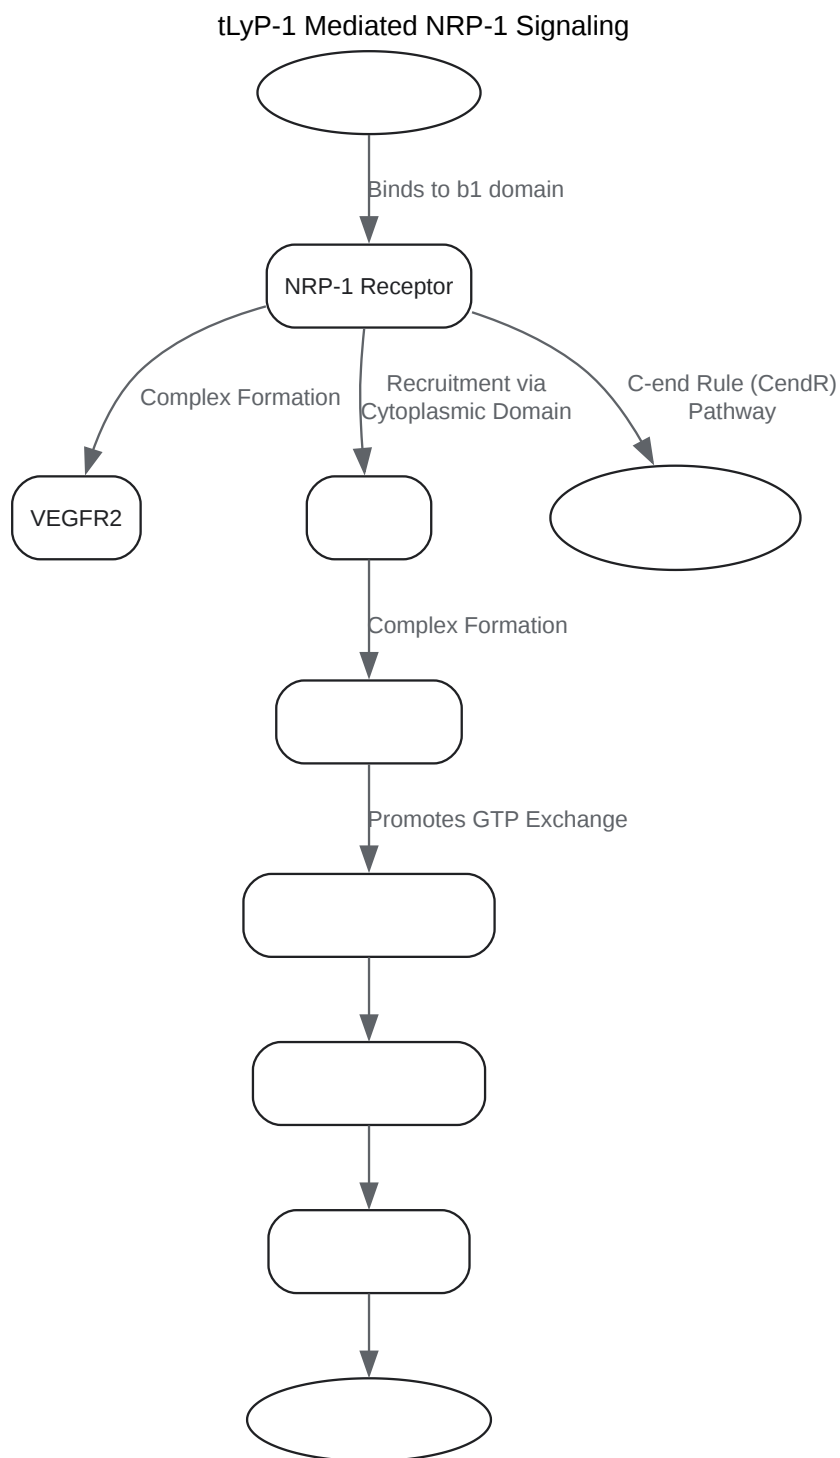 tLyP-1 Mediated NRP-1 Signaling
Binds to b1 domain
NRP-1 Receptor
Complex Formation
Recruitment via
Cytoplasmic Domain
C-end Rule (CendR)
Pathway
VEGFR2
Complex Formation
Promotes GTP Exchange